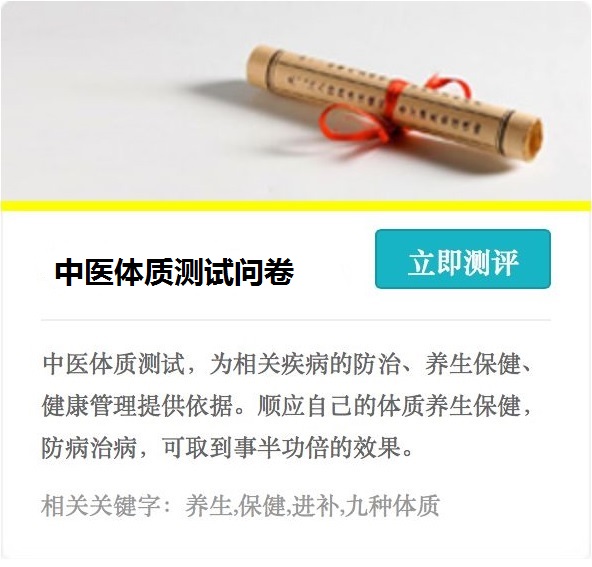 中医体质测试问卷
立即测评
中医体质测试，为相关疾病的防治、养生保健、
健康管理提供依据。顺应自己的体质养生保健，
防病治病，可取到事半功倍的效果。
相关关键字：养生,保健,进补,九种体质